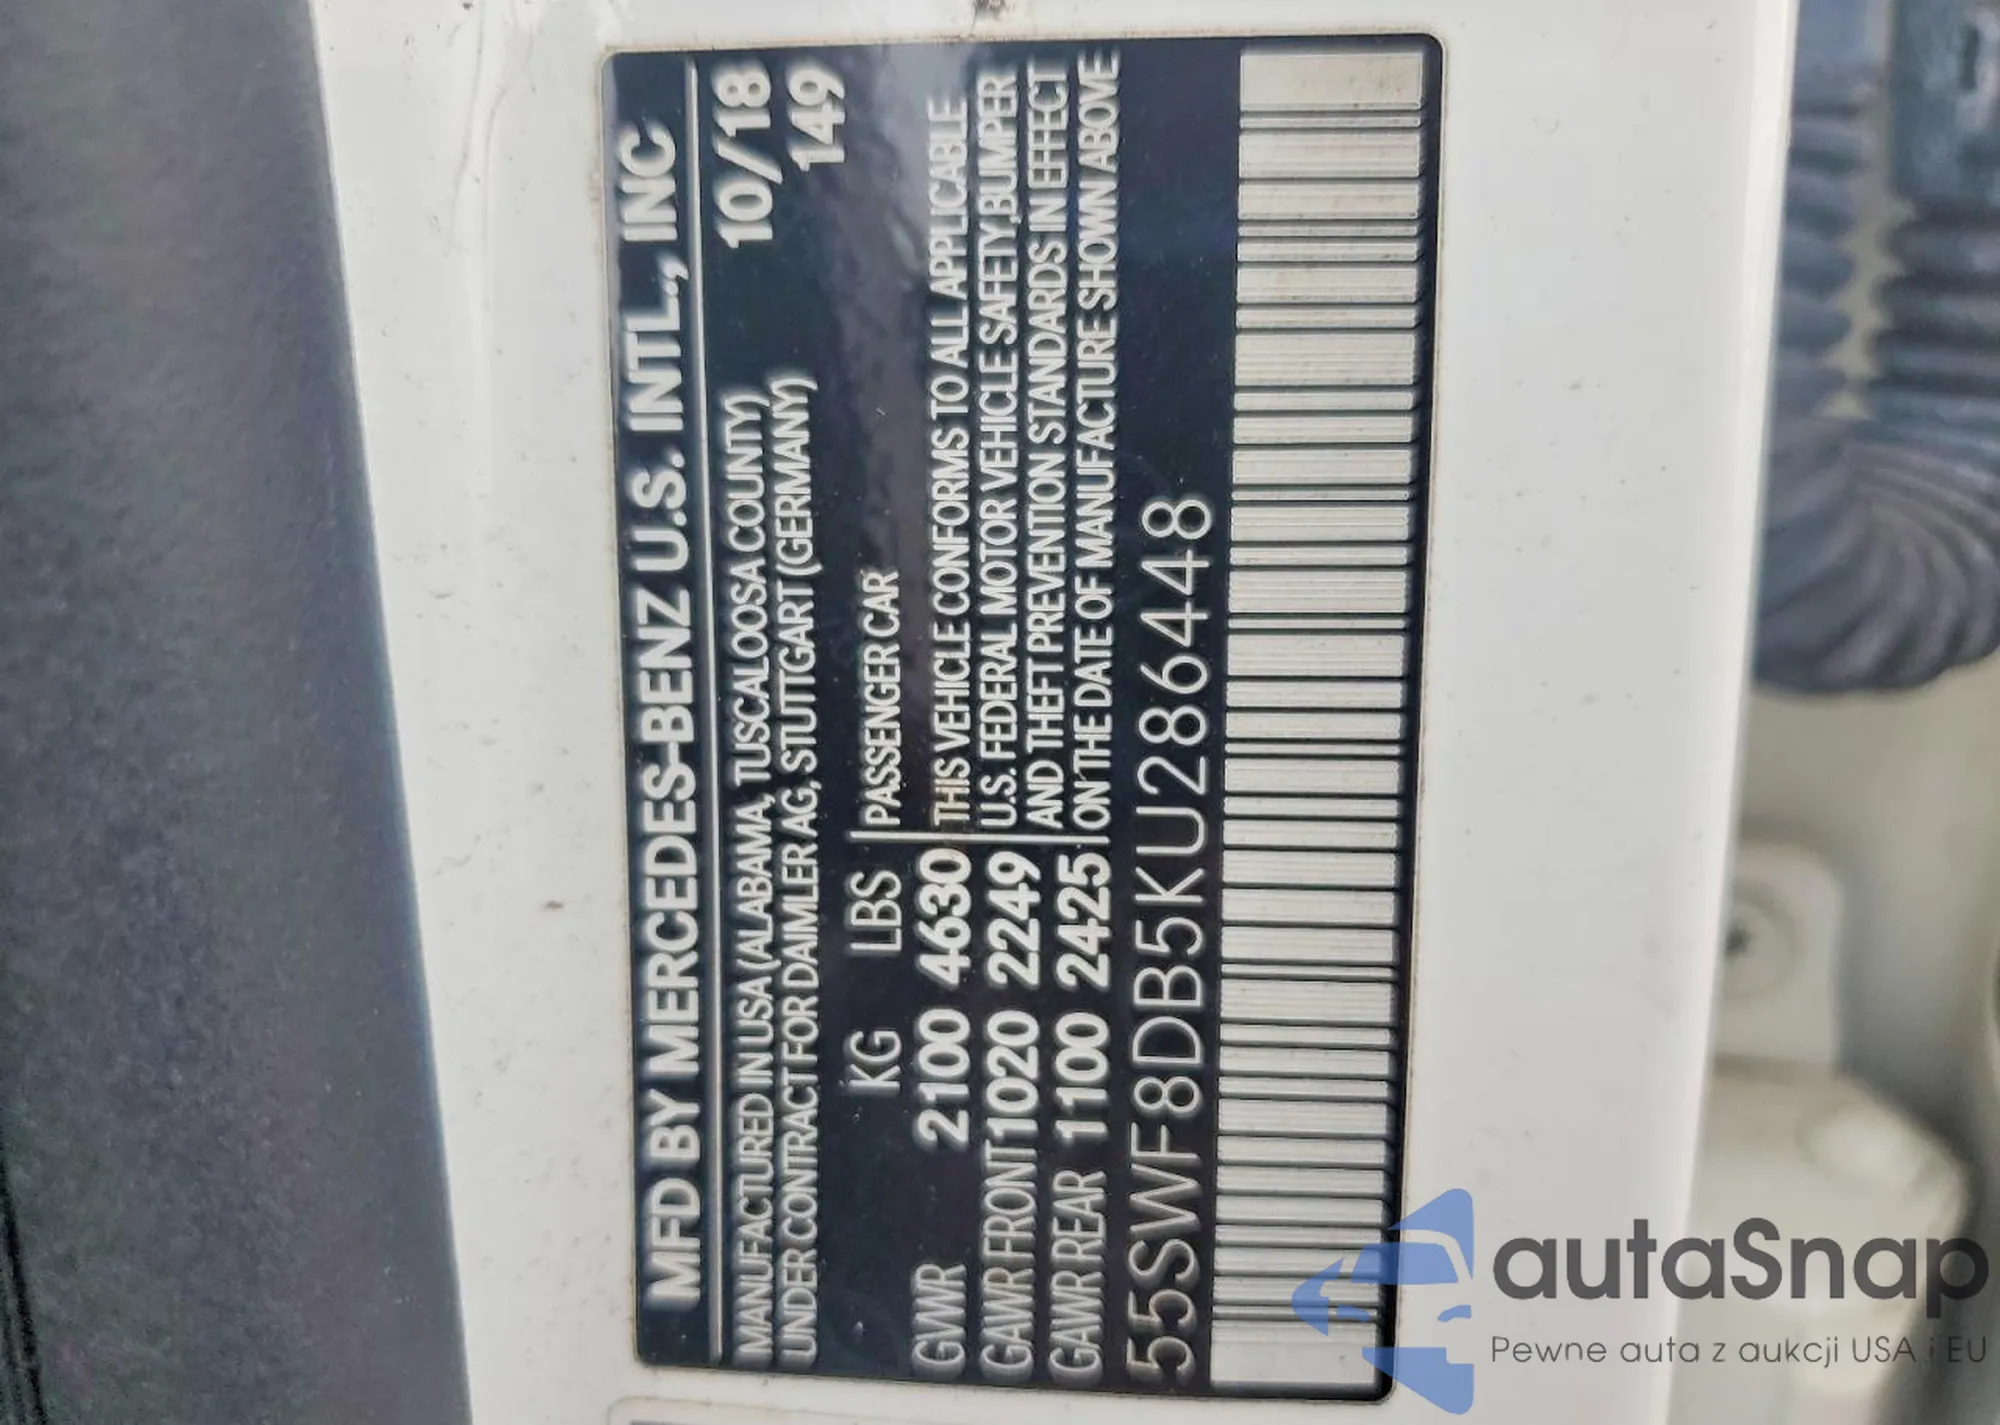 MFD BY MERCEDES-BENZ U.S. INTL., INC
MANUFACTURED IN USA (ALABAMA, TUSCALOOSA COUNTY) 10/18
UNDER CONTRACT FOR DAIMLER AG, STUTTGART (GERMANY) 149
KG LBS PASSENGER CAR
GVWR 2100 4630 THIS VEHICLE CONFORMS TO ALL APPLICABLE
GAWR FRONT 1020 2249 U.S. FEDERAL MOTOR VEHICLE SAFETY, BUMPER
AND THEFT PREVENTION STANDARDS IN EFFECT
GAWR REAR 1100 2425 ON THE DATE OF MANUFACTURE SHOWN ABOVE
55SWF8DB5KU286448
autaSnap
Pewne auta z aukcji USA i EU